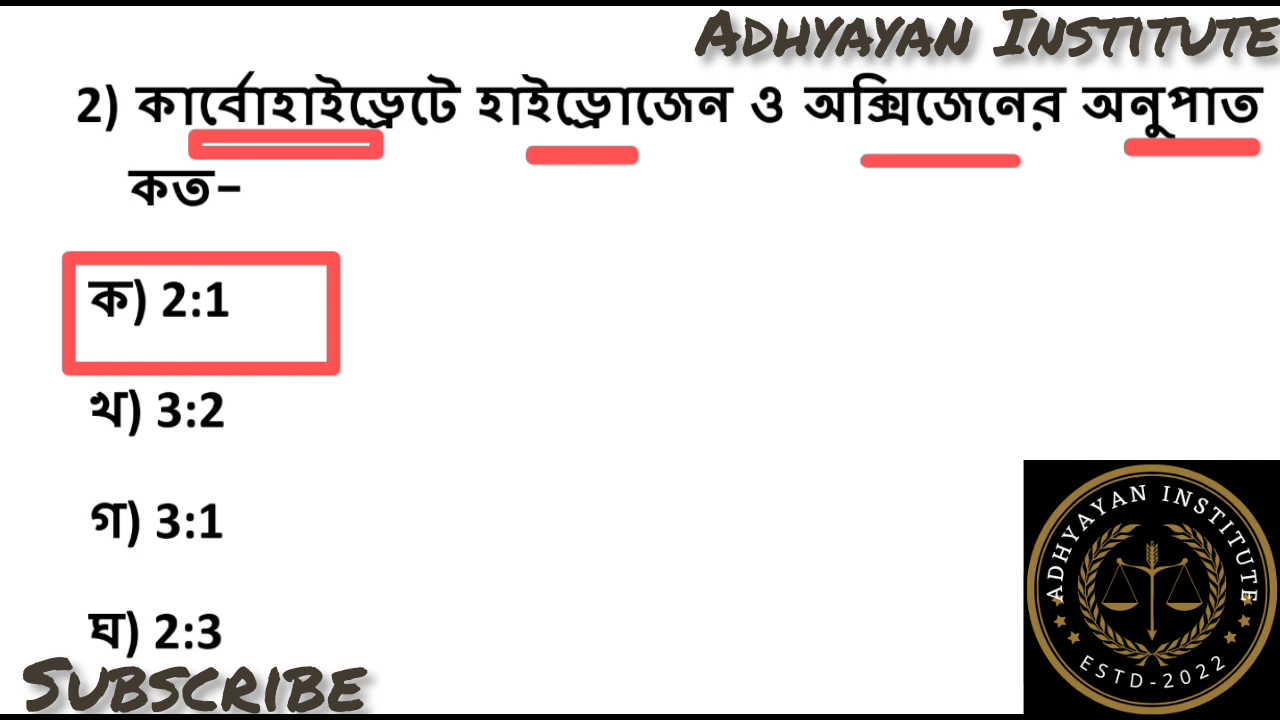 ADHYAYAN INSTITUTE
2) কার্বোহাইড্রেটে হাইড্রোজেন ও অক্সিজেনের অনুপাত
কত–
ক) 2:1
খ) 3:2
গ) 3:1
ঘ) 2:3
SUBSCRIBE
ADHYAYAN INSTITUTE
ESTD-2022